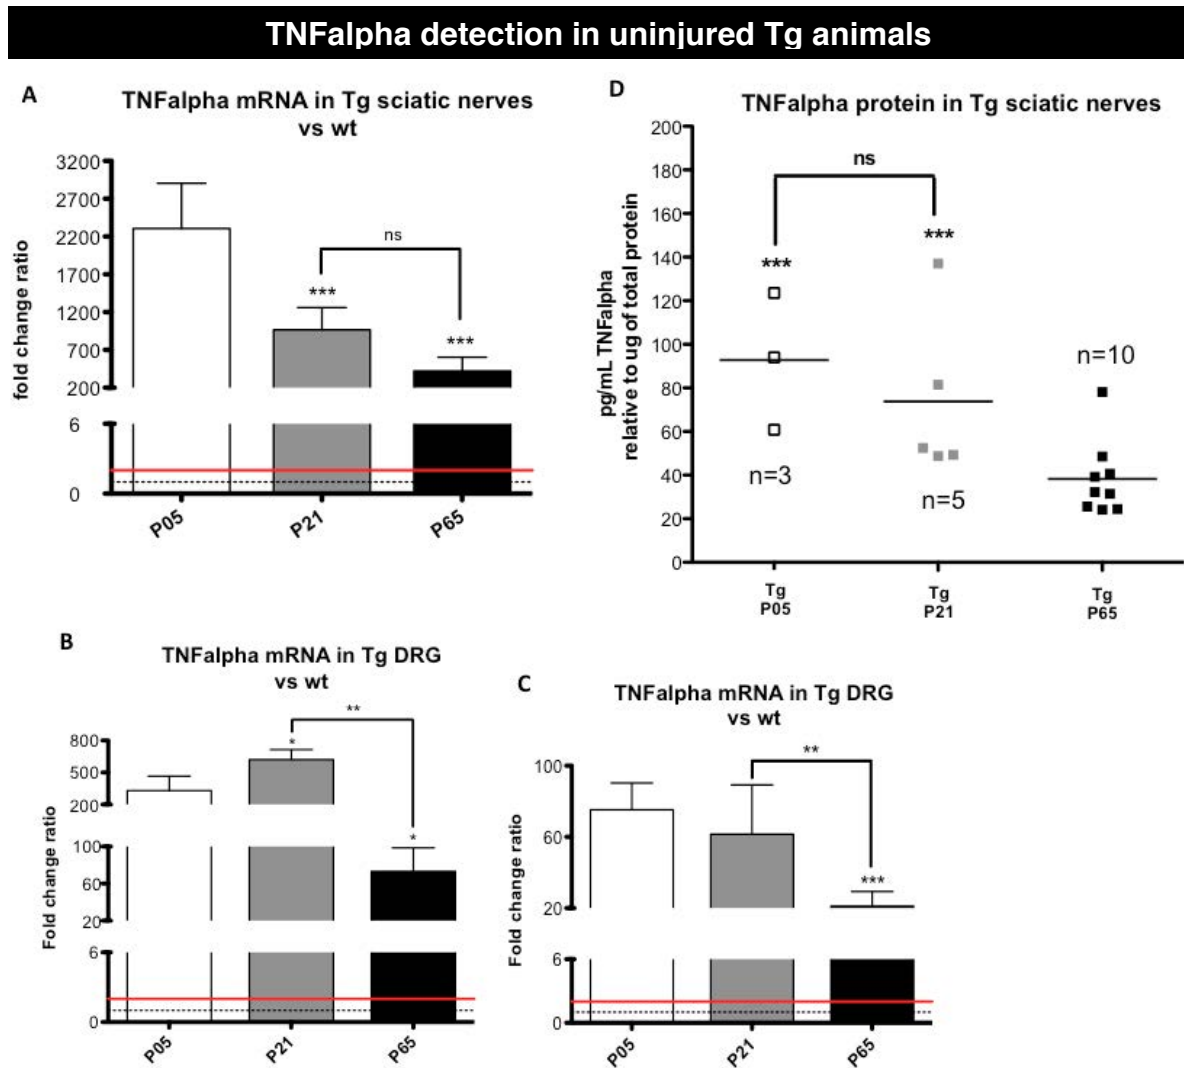 TNFalpha detection in uninjured Tg animals
A
TNFalpha mRNA in Tg sciatic nerves
vs wt
fold change ratio
3200
2700
2200
1700
1200
700
200
6
0
ns
***
***
P05
P21
P65
D
TNFalpha protein in Tg sciatic nerves
pg/mL TNFalpha
relative to ug of total protein
200
180
160
140
120
100
80
60
40
20
0
ns
***
***
n=3
n=5
n=10
Tg
P05
Tg
P21
Tg
P65
B
TNFalpha mRNA in Tg DRG
vs wt
Fold change ratio
800
500
200
100
60
20
6
0
**
*
*
P05
P21
P65
C
TNFalpha mRNA in Tg DRG
vs wt
Fold change ratio
100
60
20
6
0
**
***
P05
P21
P65